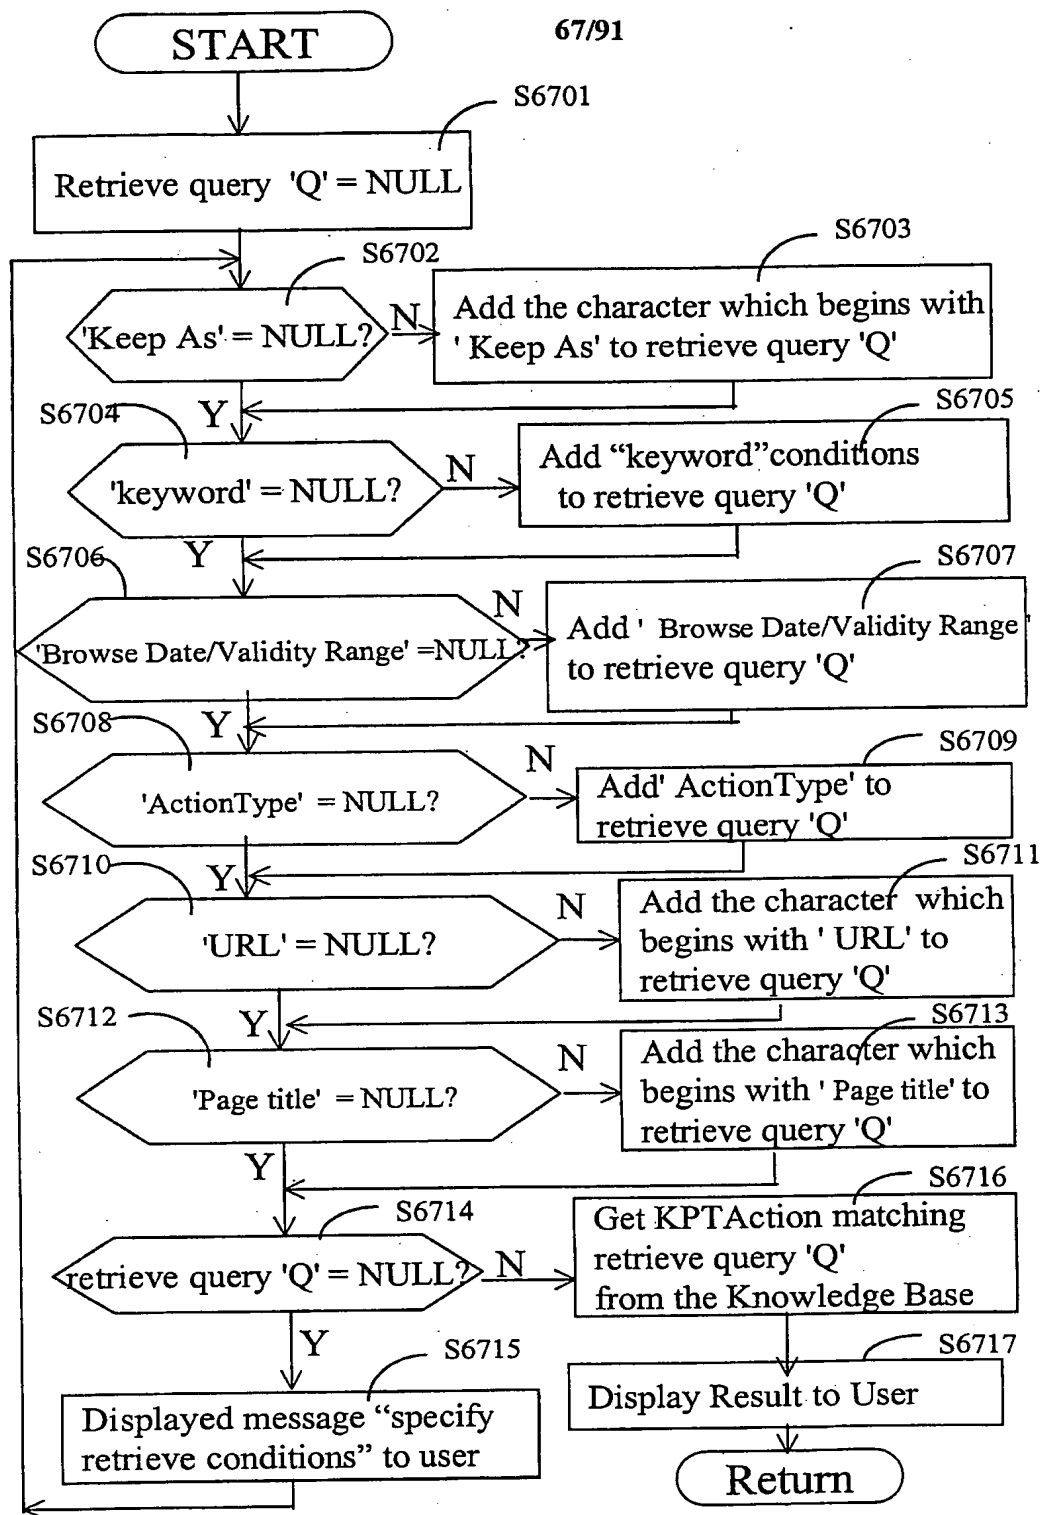 67/91
START
S6701
Retrieve query 'Q' = NULL
S6702
'Keep As' = NULL?
N
Y
S6703
Add the character which begins with
' Keep As' to retrieve query 'Q'
S6704
'keyword' = NULL?
N
Y
S6705
Add “keyword”conditions
to retrieve query 'Q'
S6706
'Browse Date/Validity Range' =NULL?
N
Y
S6707
Add ' Browse Date/Validity Range '
to retrieve query 'Q'
S6708
'ActionType' = NULL?
N
Y
S6709
Add' ActionType' to
retrieve query 'Q'
S6710
'URL' = NULL?
N
Y
S6711
Add the character which
begins with ' URL' to
retrieve query 'Q'
S6712
'Page title' = NULL?
N
Y
S6713
Add the character which
begins with ' Page title' to
retrieve query 'Q'
S6714
retrieve query 'Q' = NULL?
N
Y
S6716
Get KPTAction matching
retrieve query 'Q'
from the Knowledge Base
S6715
Displayed message “specify
retrieve conditions” to user
S6717
Display Result to User
Return